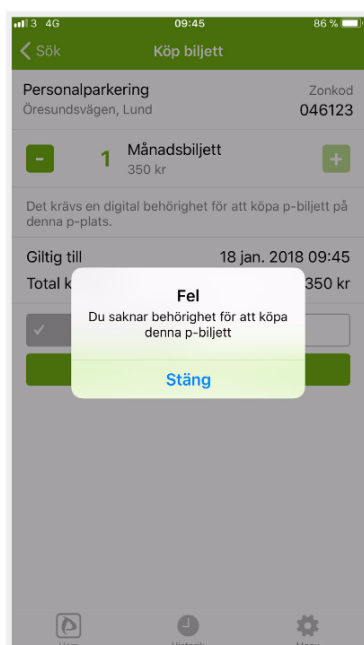 3 4G 09:45 86 %
Sök Köp biljett
Personalparkering Zonkod
Öresundsvägen, Lund 046123
- 1 Månadsbiljett +
350 kr
Det krävs en digital behörighet för att köpa p-biljett på
denna p-plats.
Giltig till 18 jan. 2018 09:45
Total k 350 kr
Fel
Du saknar behörighet för att köpa
denna p-biljett
Stäng